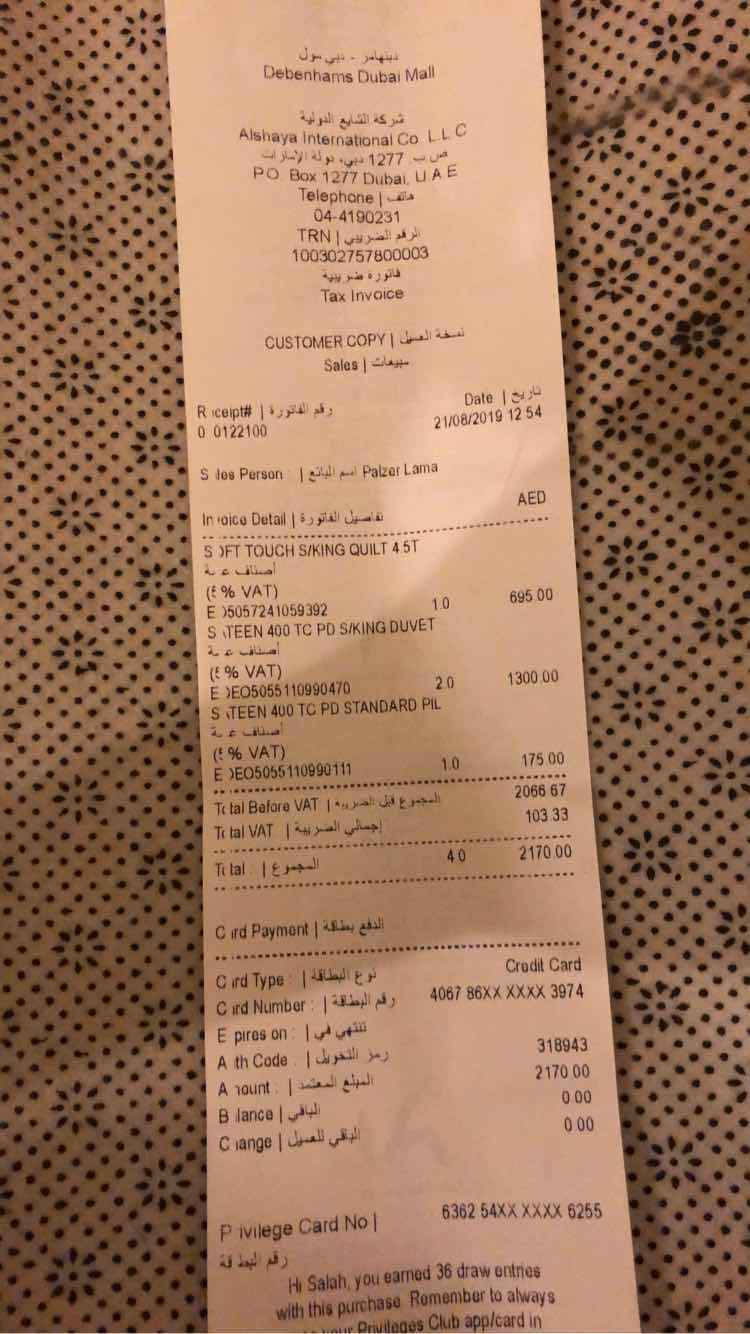 دبنهامز - دبي مول
Debenhams Dubai Mall
شركة الشايع الدولية
Alshaya International Co L.L.C
ص.ب. 1277 دبي، دولة الإمارات
P.O. Box 1277 Dubai, U.A.E
Telephone | هاتف
04-4190231
TRN | الرقم الضريبي
100302757800003
فاتورة ضريبية
Tax Invoice
CUSTOMER COPY | نسخة العميل
Sales | مبيعات
R ceipt# | رقم الفاتورة
Date | تاريخ
0 0122100
21/08/2019 12:54
S les Person : | اسم البائع Palzer Lama
AED
In oice Detail | تفاصيل الفاتورة
S FT TOUCH S/KING QUILT 4.5T
أصناف
(5% VAT)
E 05057241059392 1.0 695.00
S TEEN 400 TC PD S/KING DUVET
أصناف
(5% VAT)
E EO5055110990470 2.0 1300.00
S TEEN 400 TC PD STANDARD PIL
أصناف
(5% VAT)
E EO5055110990111 1.0 175.00
T tal Before VAT | المجموع قبل الضريبة 2066.67
T tal VAT | إجمالي الضريبة 103.33
T tal : | المجموع 4.0 2170.00
C rd Payment | الدفع بطاقة
C rd Type : | نوع البطاقة Credit Card
C rd Number : | رقم البطاقة 4067 86XX XXXX 3974
E pires on : | تنتهي في
A th Code : | رمز التحويل 318943
A ount : | المبلغ المعتمد 2170.00
B lance | الباقي 0.00
C ange | الباقي للعميل 0.00
P ivilege Card No | 6362 54XX XXXX 6255
رقم البطاقة
Hi Salah, you earned 36 draw entries
with this purchase. Remember to always
your Privileges Club app/card in